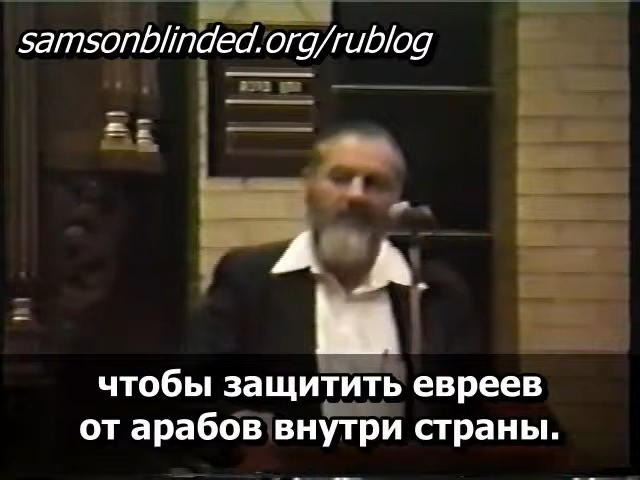 samsonblinded.org/rublog
чтобы защитить евреев
от арабов внутри страны.